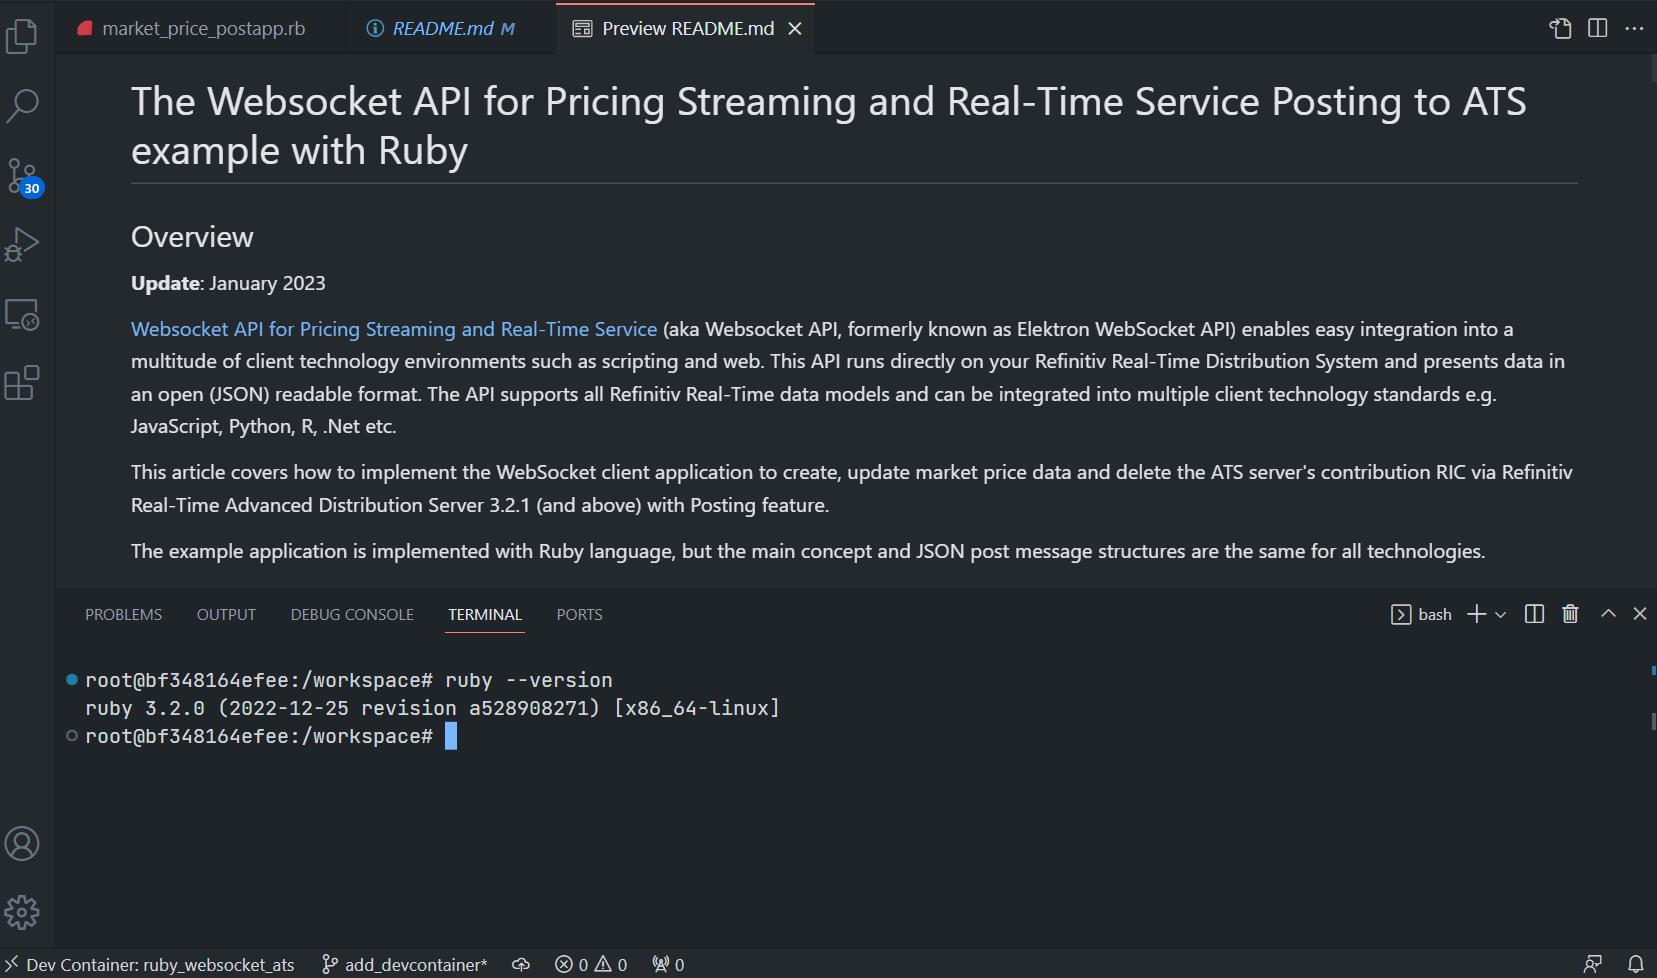 market_price_postapp.rb
README.md M
Preview README.md
The Websocket API for Pricing Streaming and Real-Time Service Posting to ATS
example with Ruby
30
Overview
Update: January 2023
Websocket API for Pricing Streaming and Real-Time Service (aka Websocket API, formerly known as Elektron WebSocket API) enables easy integration into a
multitude of client technology environments such as scripting and web. This API runs directly on your Refinitiv Real-Time Distribution System and presents data in
an open (JSON) readable format. The API supports all Refinitiv Real-Time data models and can be integrated into multiple client technology standards e.g.
JavaScript, Python, R, .Net etc.
This article covers how to implement the WebSocket client application to create, update market price data and delete the ATS server's contribution RIC via Refinitiv
Real-Time Advanced Distribution Server 3.2.1 (and above) with Posting feature.
The example application is implemented with Ruby language, but the main concept and JSON post message structures are the same for all technologies.
PROBLEMS OUTPUT DEBUG CONSOLE TERMINAL PORTS
bash
root@bf348164efee:/workspace# ruby --version
ruby 3.2.0 (2022-12-25 revision a528908271) [x86_64-linux]
root@bf348164efee:/workspace#
Dev Container: ruby_websocket_ats add_devcontainer* 0 0 0